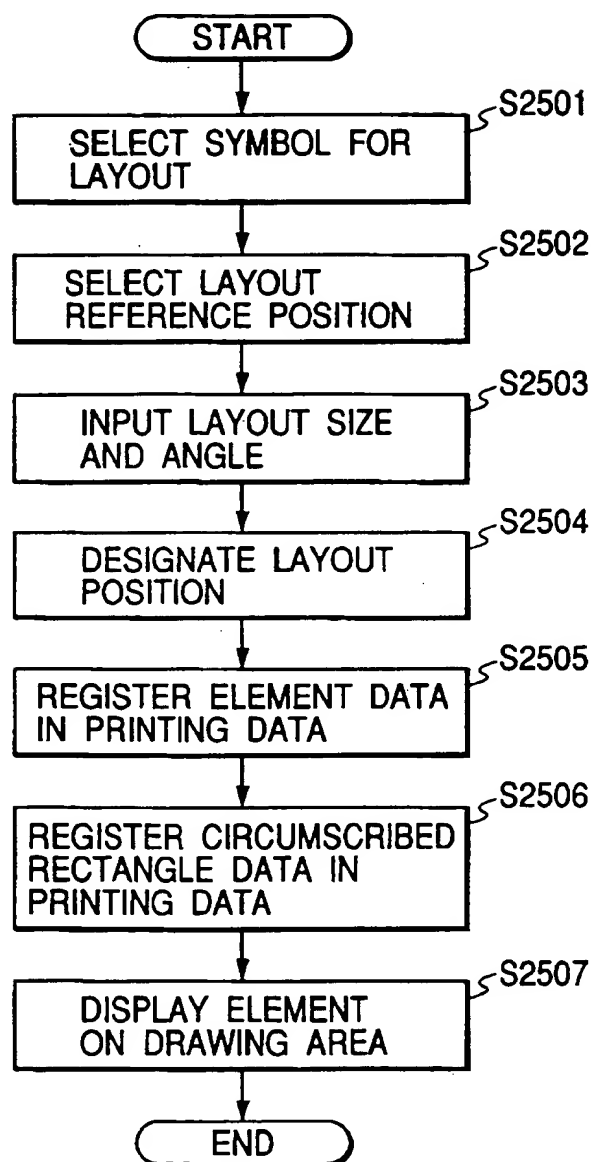 START
S2501
SELECT SYMBOL FOR
LAYOUT
S2502
SELECT LAYOUT
REFERENCE POSITION
S2503
INPUT LAYOUT SIZE
AND ANGLE
S2504
DESIGNATE LAYOUT
POSITION
S2505
REGISTER ELEMENT DATA
IN PRINTING DATA
S2506
REGISTER CIRCUMSCRIBED
RECTANGLE DATA IN
PRINTING DATA
S2507
DISPLAY ELEMENT
ON DRAWING AREA
END